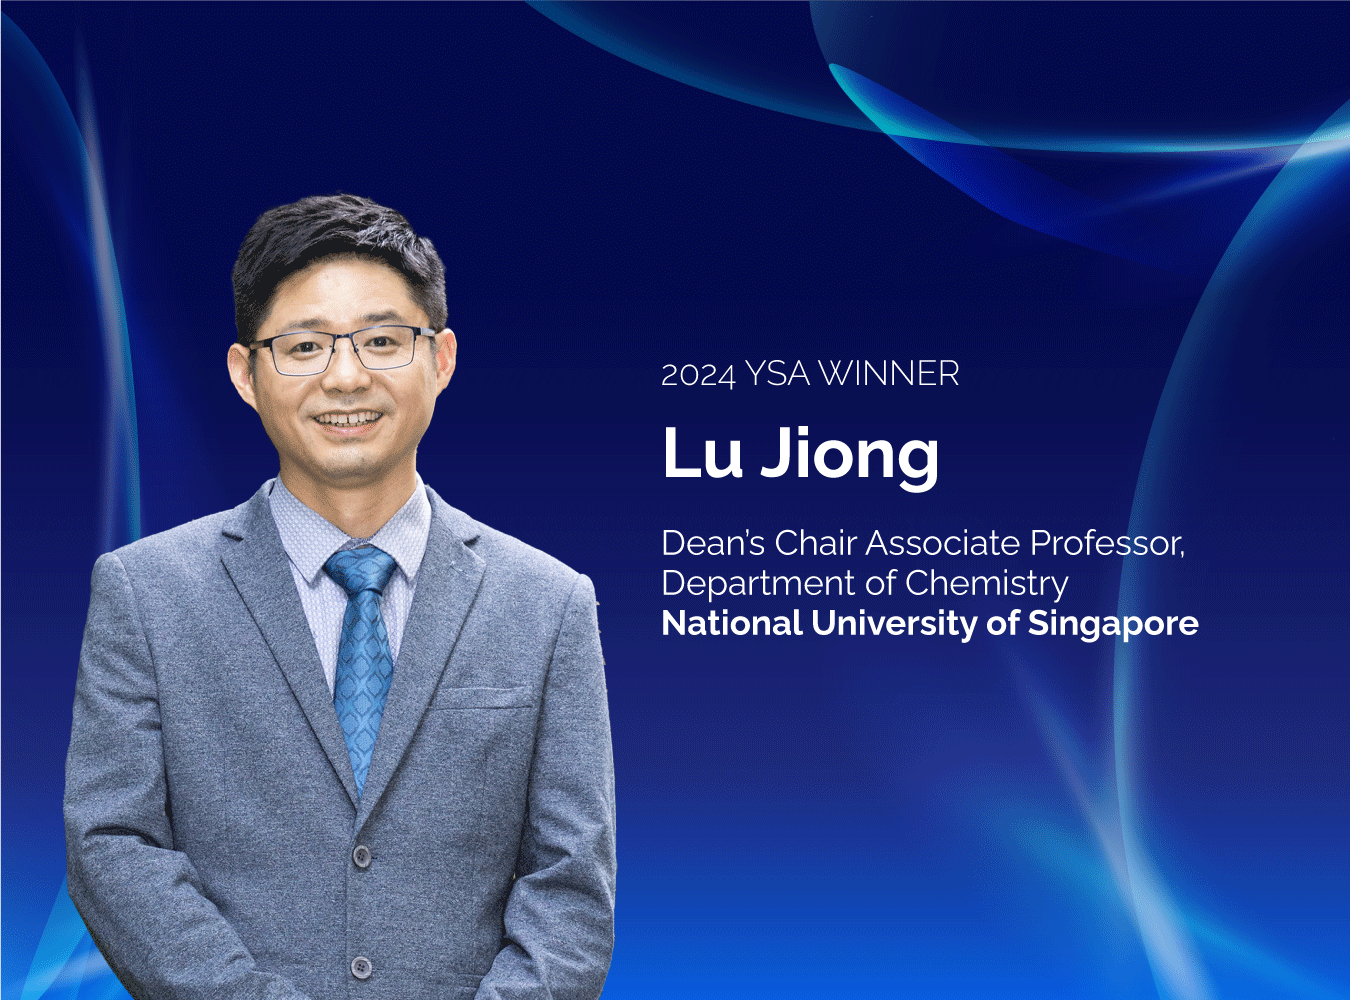 2024 YSA WINNER
Lu Jiong
Dean’s Chair Associate Professor,
Department of Chemistry
National University of Singapore